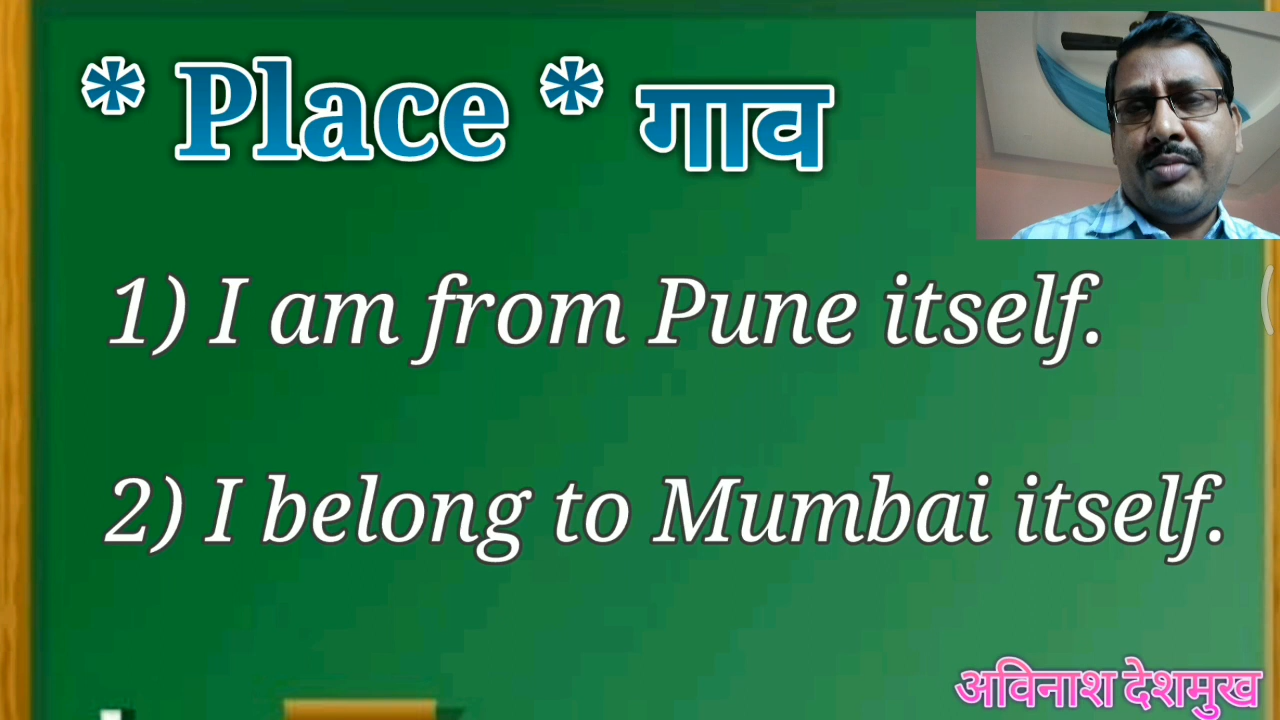 * Place * गाव
1) I am from Pune itself.
2) I belong to Mumbai itself.
अविनाश देशमुख